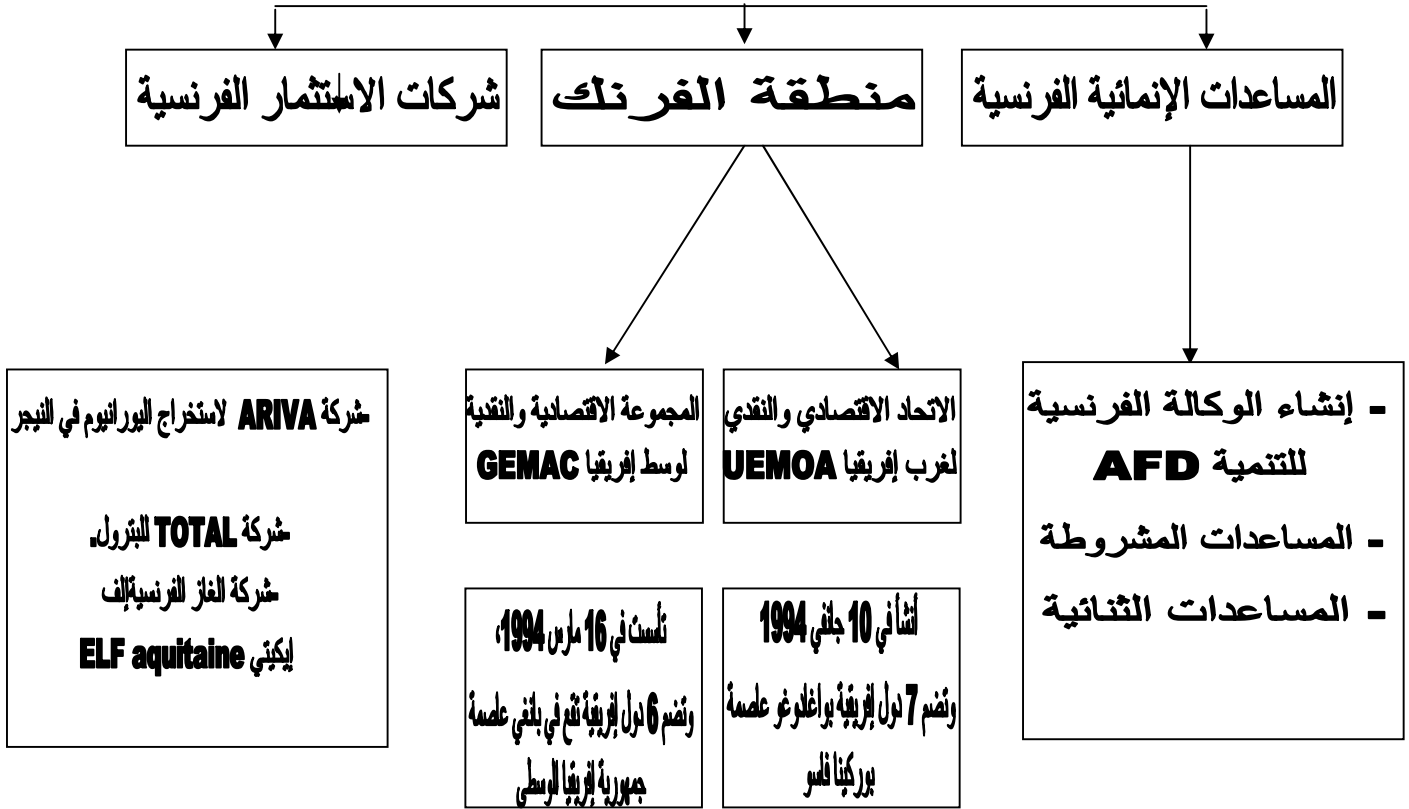 المساعدات الإنمائية الفرنسية
منطقة الفرنك
شركات الاستثمار الفرنسية
- إنشاء الوكالة الفرنسية
للتنمية AFD
- المساعدات المشروطة
- المساعدات الثنائية
الاتحاد الاقتصادي والنقدي
لغرب إفريقيا UEMOA
المجموعة الاقتصادية والنقدية
لوسط إفريقيا GEMAC
-شركة ARIVA لاستخراج اليورانيوم في النيجر
-شركة TOTAL للبترول.
-شركة الغاز الفرنسية إلف
إيكيتي ELF aquitaine
أنشأ في 10 جانفي 1994
وتضم 7 دول إفريقية بواغادوغو عاصمة
بوركينا فاسو
تأسست في 16 مارس 1994،
وتضم 6 دول إفريقية تقع في بانغي عاصمة
جمهورية إفريقيا الوسطى